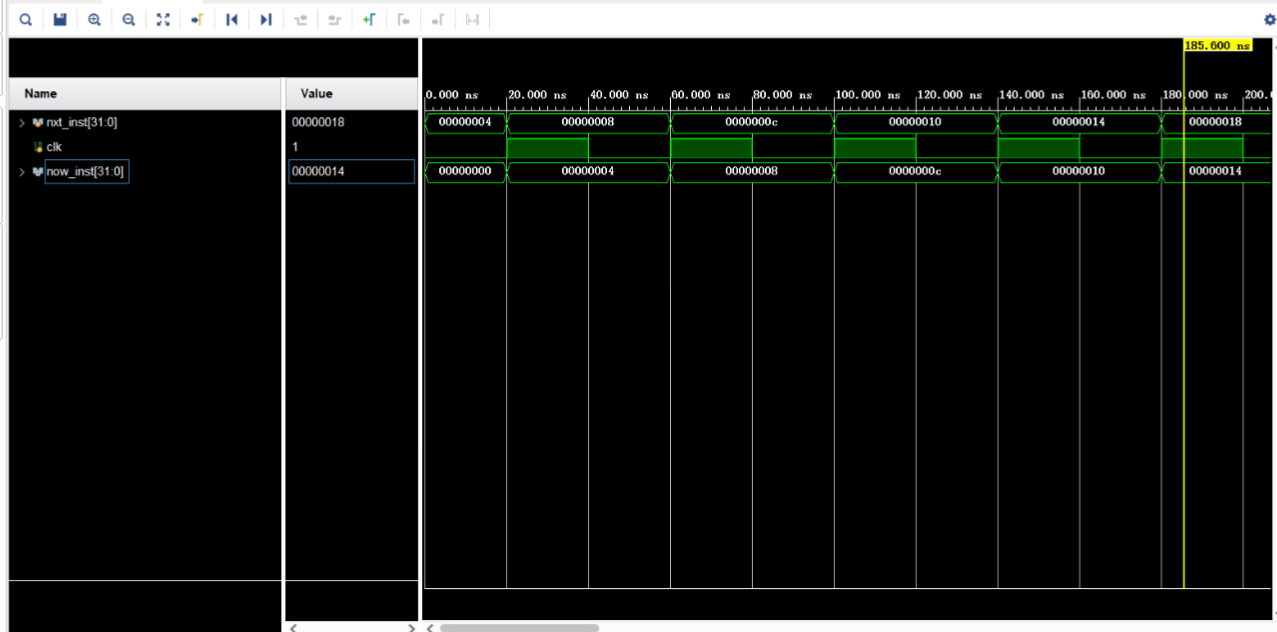 185.600 ns
Name Value
0.000 ns 20.000 ns 40.000 ns 60.000 ns 80.000 ns 100.000 ns 120.000 ns 140.000 ns 160.000 ns 180.000 ns
nxt_inst[31:0] 00000018 00000004 00000008 0000000c 00000010 00000014 00000018
clk 1
now_inst[31:0] 00000014 00000000 00000004 00000008 0000000c 00000010 00000014